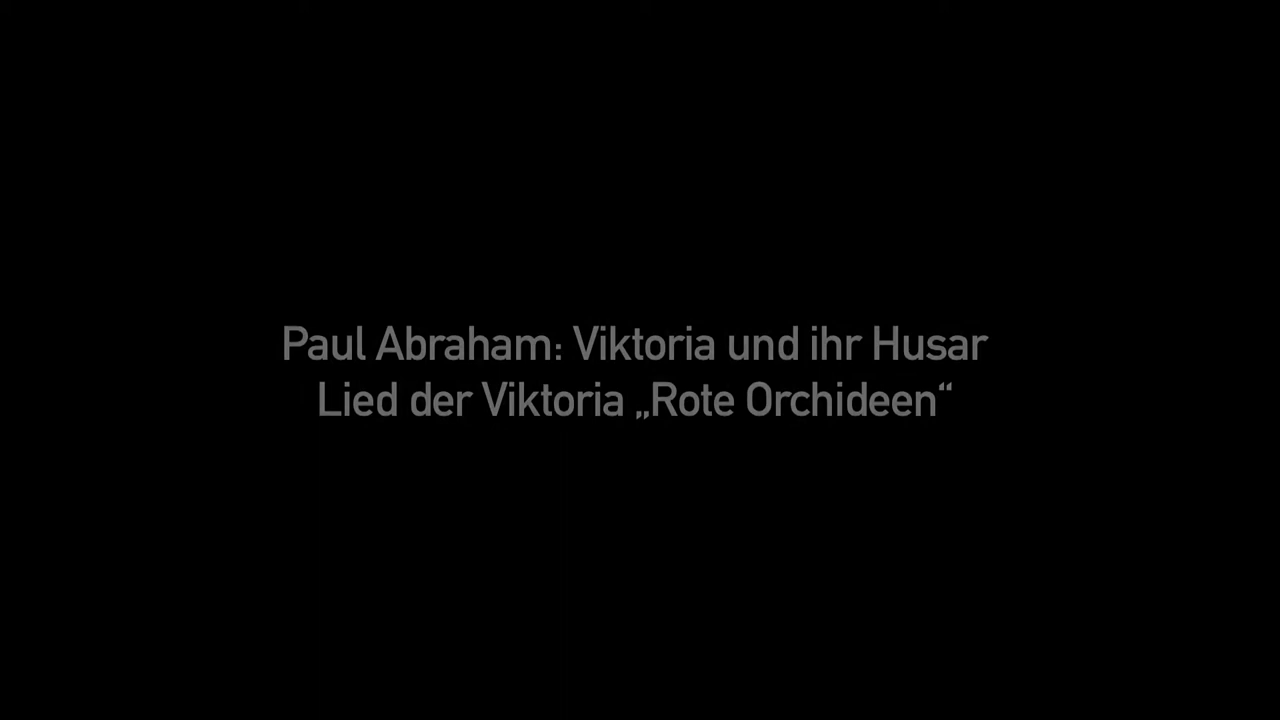 Paul Abraham: Viktoria und ihr Husar
Lied der Viktoria „Rote Orchideen“